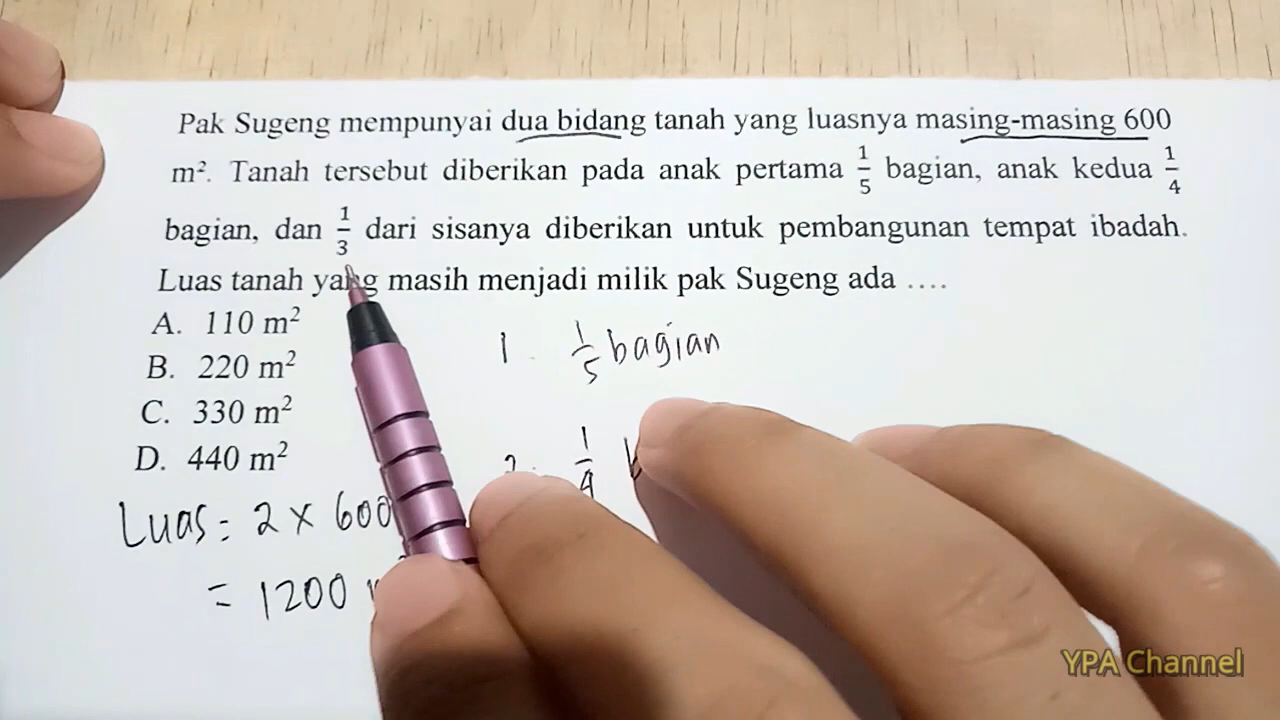 Pak Sugeng mempunyai dua bidang tanah yang luasnya masing-masing 600
m². Tanah tersebut diberikan pada anak pertama 1/5 bagian, anak kedua 1/4
bagian, dan 1/3 dari sisanya diberikan untuk pembangunan tempat ibadah.
Luas tanah yang masih menjadi milik pak Sugeng ada ....
A. 110 m²
B. 220 m²
C. 330 m²
D. 440 m²
1. 1/5 bagian
2. 1/4
Luas = 2 x 600
= 1200
YPA Channel